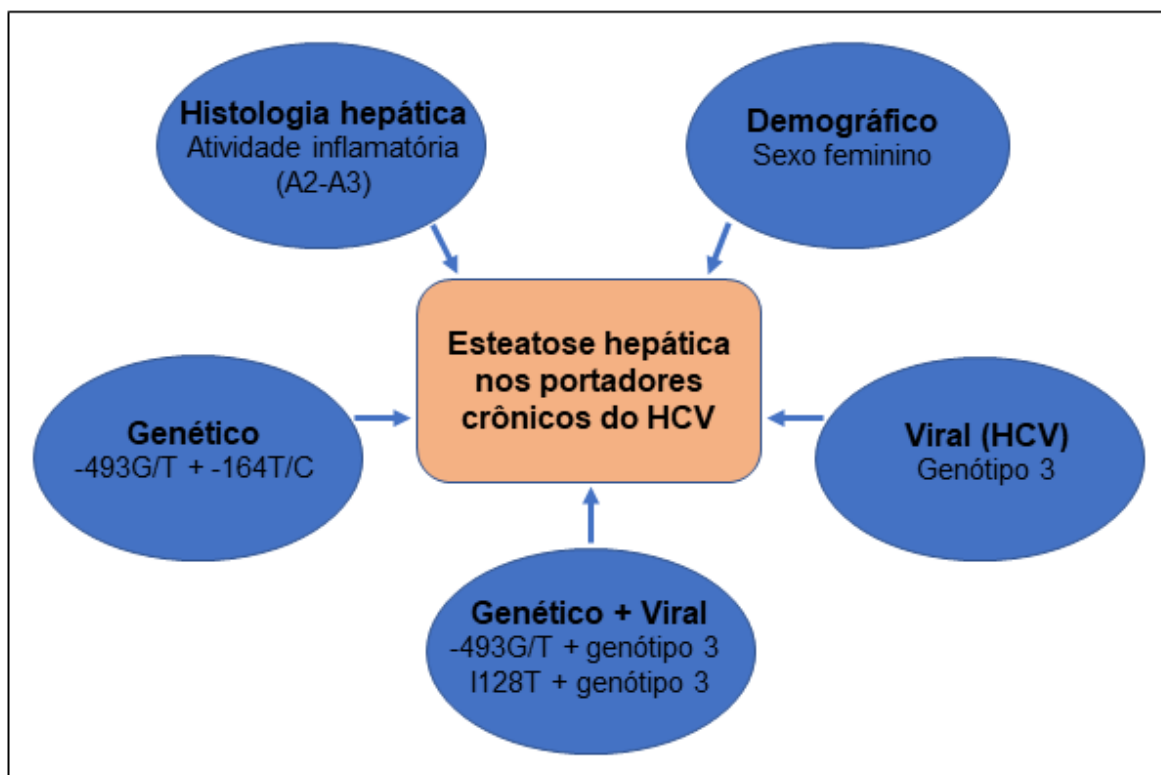 Histologia hepática
Atividade inflamatória
(A2-A3)
Demográfico
Sexo feminino
Esteatose hepática
nos portadores
crônicos do HCV
Genético
-493G/T + -164T/C
Viral (HCV)
Genótipo 3
Genético + Viral
-493G/T + genótipo 3
I128T + genótipo 3